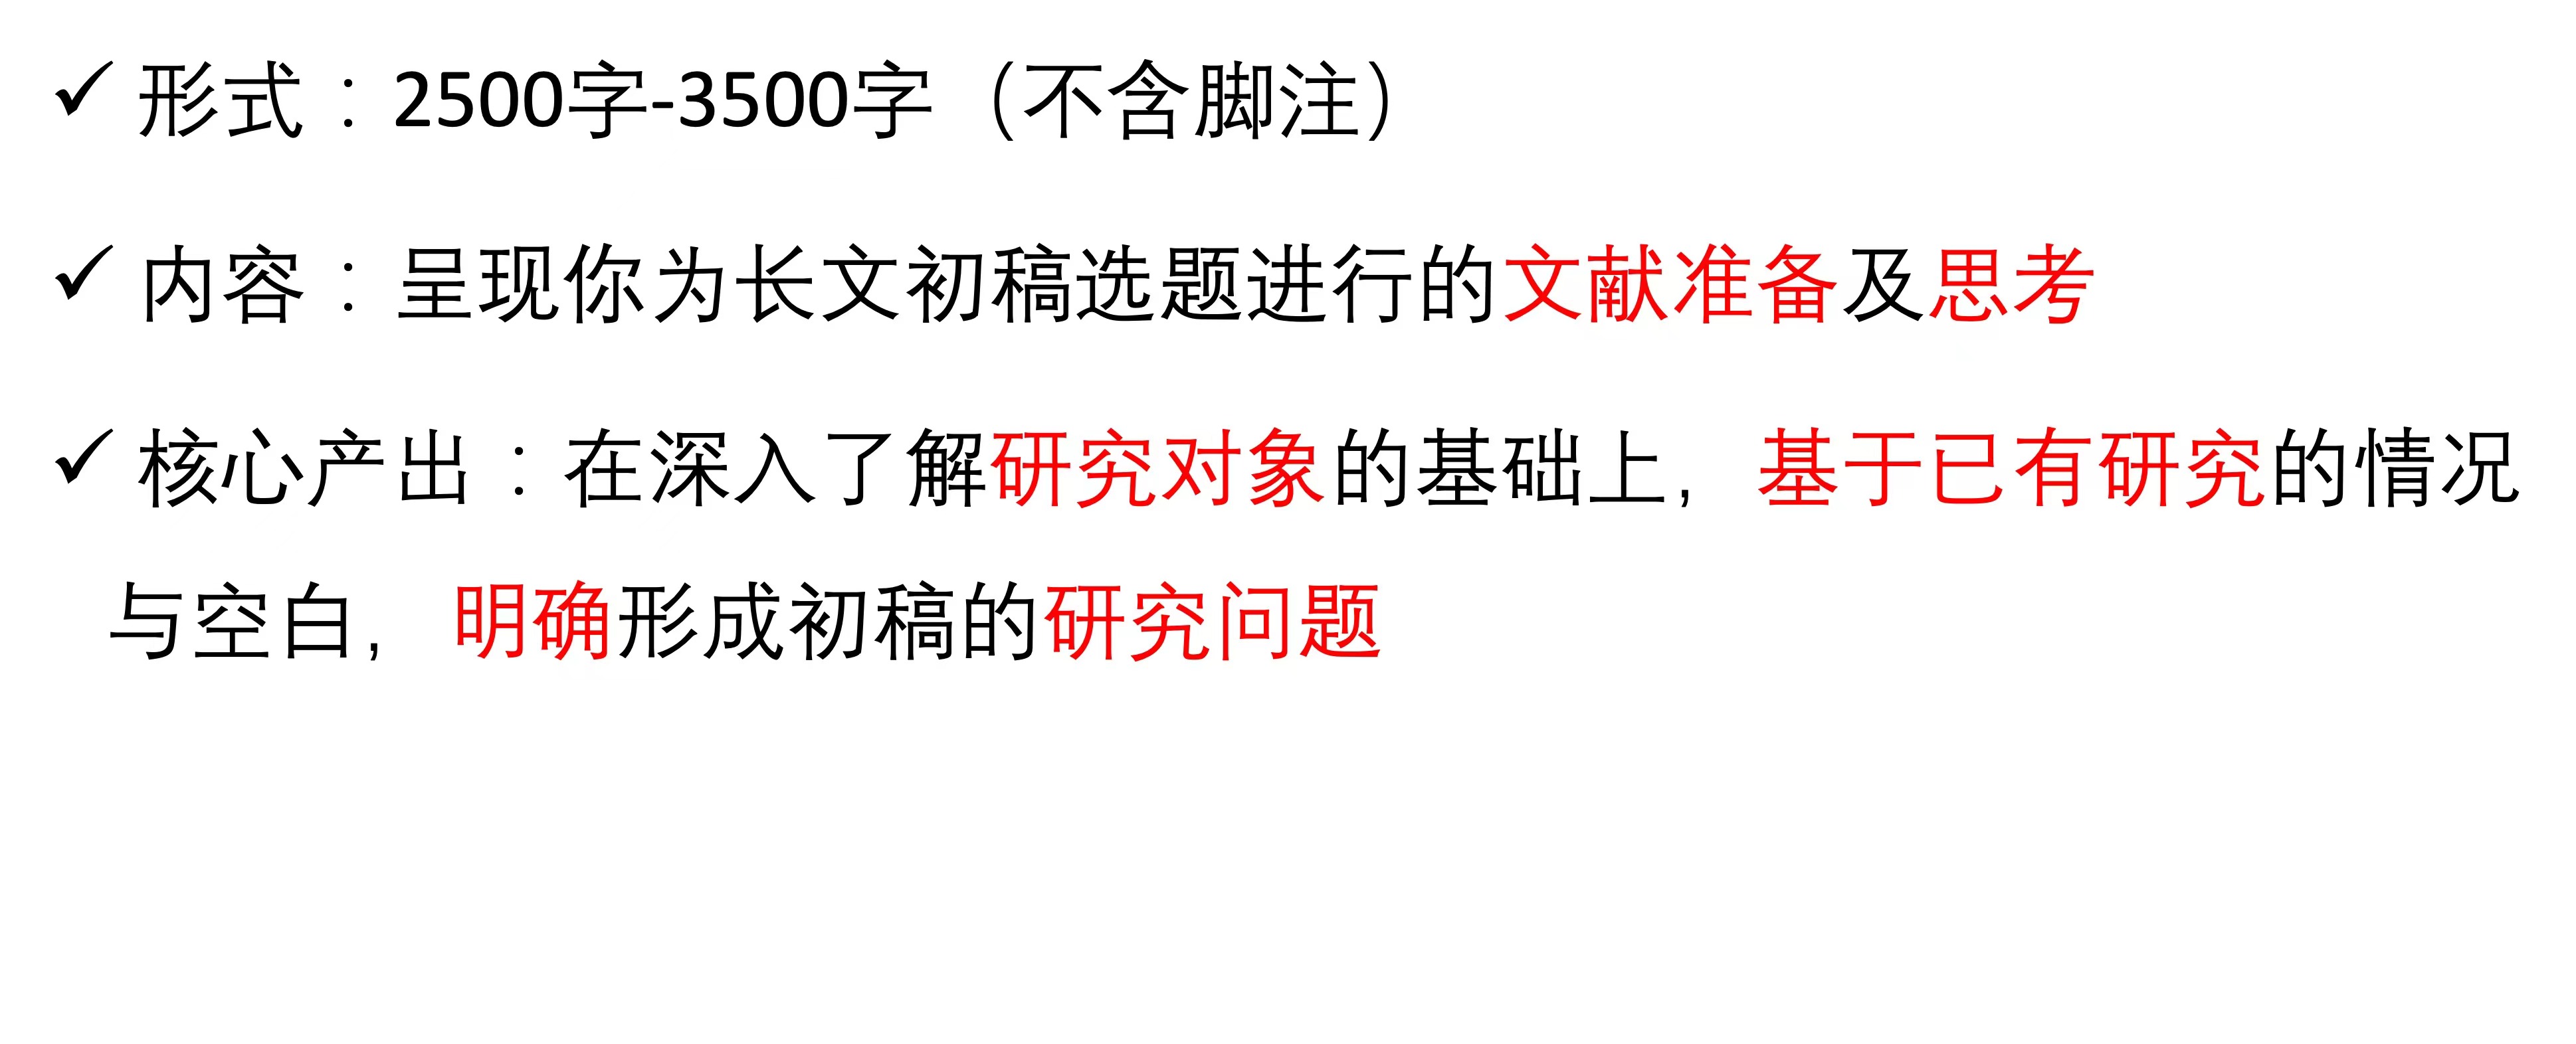 ✓ 形式：2500字-3500字（不含脚注）
✓ 内容：呈现你为长文初稿选题进行的文献准备及思考
✓ 核心产出：在深入了解研究对象的基础上，基于已有研究的情况
与空白，明确形成初稿的研究问题